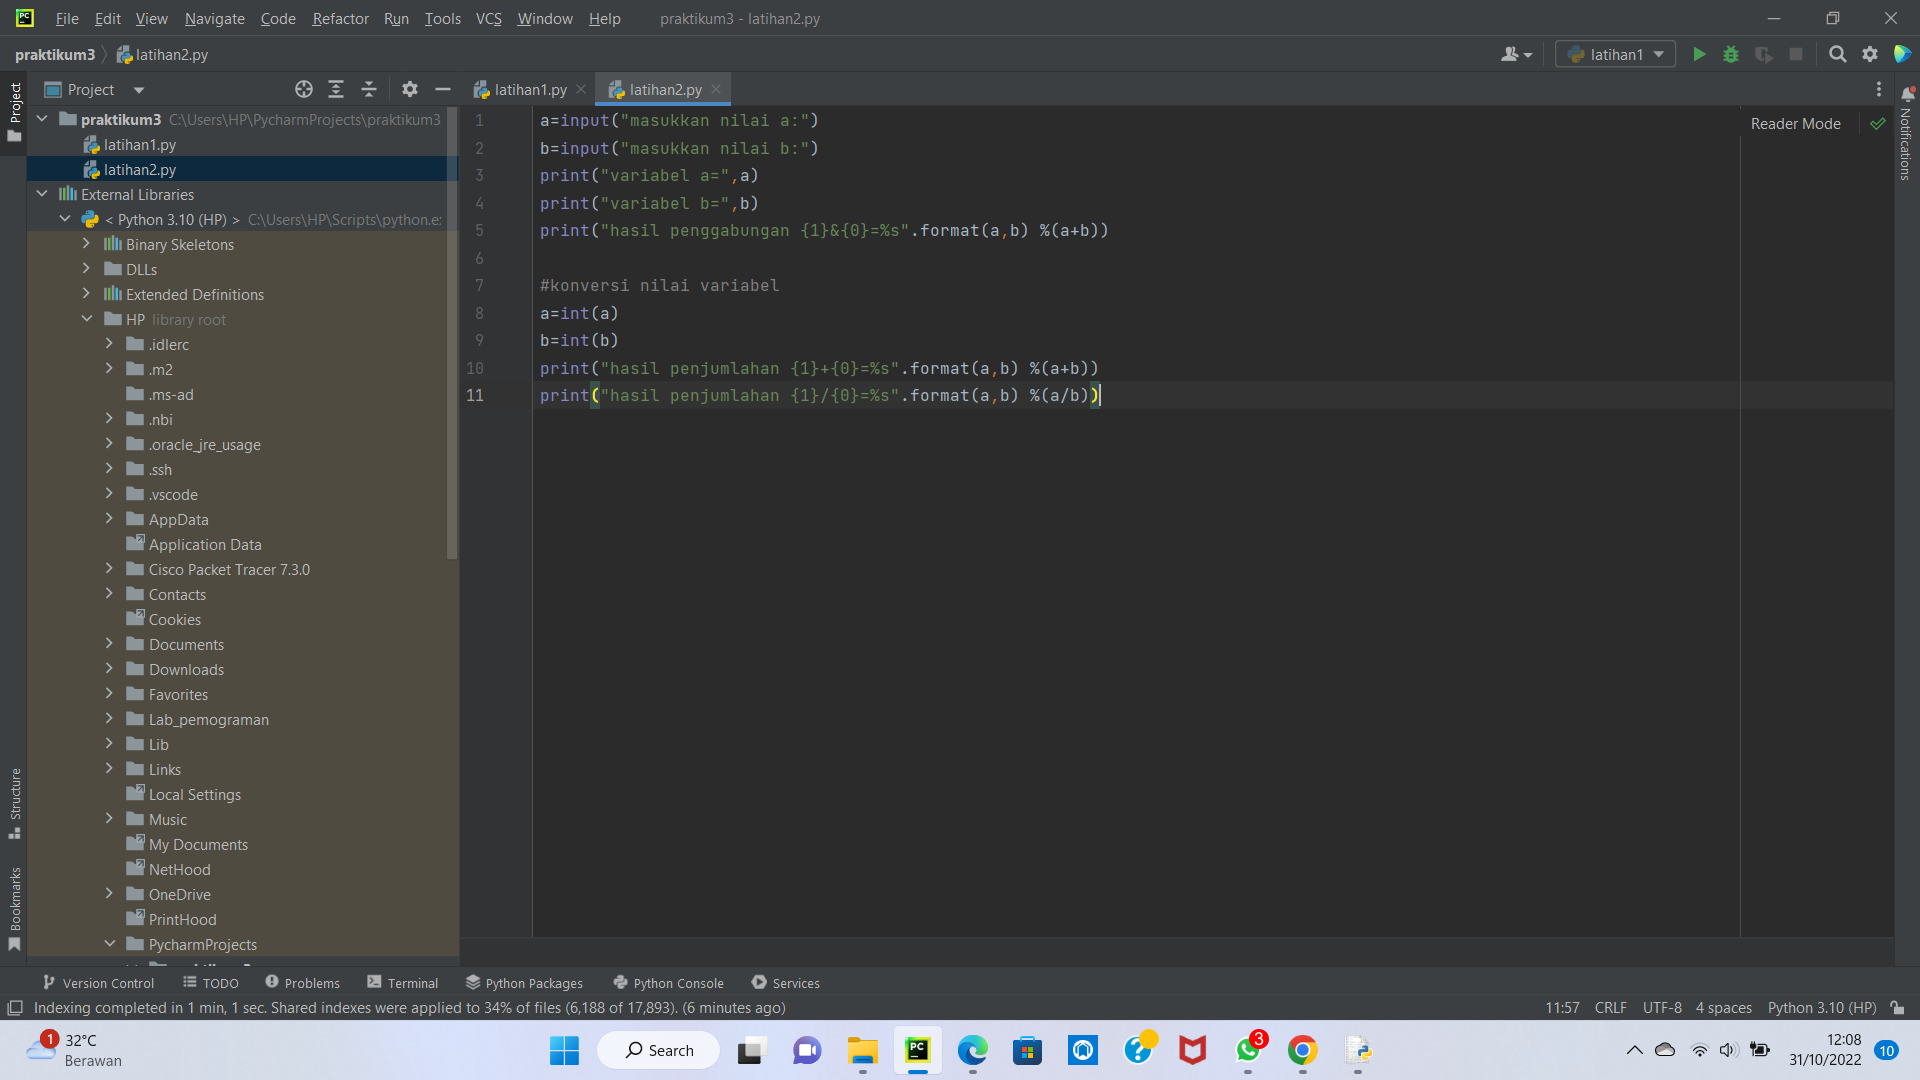 PC
File Edit View Navigate Code Refactor Run Tools VCS Window Help praktikum3 - latihan2.py
praktikum3 latihan2.py latihan1
Project
Project
latihan1.py
latihan2.py
praktikum3 C:\Users\HP\PycharmProjects\praktikum3
latihan1.py
latihan2.py
External Libraries
< Python 3.10 (HP) > C:\Users\HP\Scripts\python.e:
Binary Skeletons
DLLs
Extended Definitions
HP library root
.idlerc
.m2
.ms-ad
.nbi
.oracle_jre_usage
.ssh
.vscode
AppData
Application Data
Cisco Packet Tracer 7.3.0
Contacts
Cookies
Documents
Downloads
Favorites
Lab_pemograman
Lib
Links
Local Settings
Music
My Documents
NetHood
OneDrive
PrintHood
PycharmProjects
1 a=input("masukkan nilai a:")
2 b=input("masukkan nilai b:")
3 print("variabel a=",a)
4 print("variabel b=",b)
5 print("hasil penggabungan {1}&{0}=%s".format(a,b) %(a+b))
6
7 #konversi nilai variabel
8 a=int(a)
9 b=int(b)
10 print("hasil penjumlahan {1}+{0}=%s".format(a,b) %(a+b))
11 print("hasil penjumlahan {1}/{0}=%s".format(a,b) %(a/b))
Reader Mode
Notifications
Structure
Bookmarks
Version Control TODO Problems Terminal Python Packages Python Console Services
Indexing completed in 1 min, 1 sec. Shared indexes were applied to 34% of files (6,188 of 17,893). (6 minutes ago) 11:57 CRLF UTF-8 4 spaces Python 3.10 (HP)
1
32°C
Berawan
Search
PC
3
12:08
31/10/2022
10